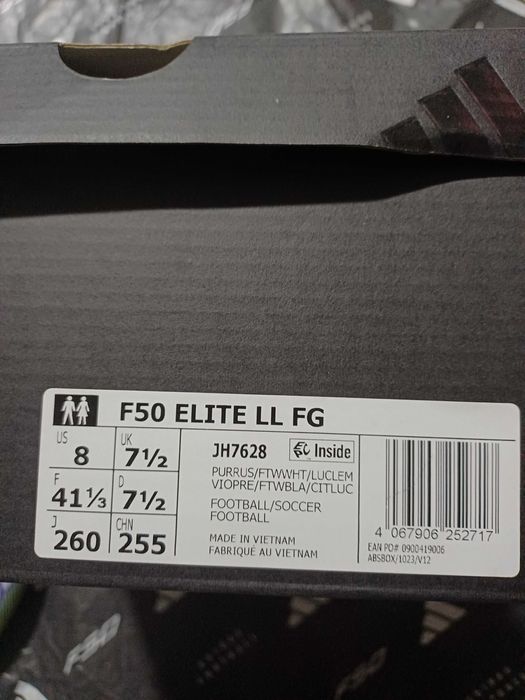 F50 ELITE LL FG
US
8
UK
7½
F
41⅓
D
7½
J
260
CHN
255
JH7628
Inside
PURRUS/FTWWHT/LUCLEM
VIOPRE/FTWBLA/CITLUC
FOOTBALL/SOCCER
FOOTBALL
MADE IN VIETNAM
FABRIQUÉ AU VIETNAM
4 067906 252717
EAN PO# 0900419006
ABSBOX/1023/V12
F50